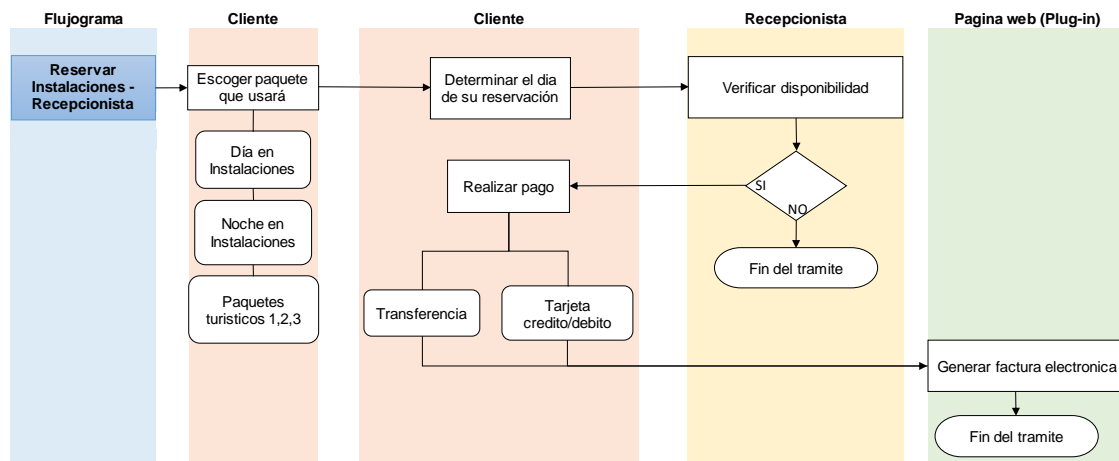 Flujograma
Cliente
Cliente
Recepcionista
Pagina web (Plug-in)
Reservar
Instalaciones -
Recepcionista
Escoger paquete
que usará
Determinar el dia
de su reservación
Verificar disponibilidad
Día en
Instalaciones
Realizar pago
SI
NO
Noche en
Instalaciones
Fin del tramite
Paquetes
turisticos 1,2,3
Transferencia
Tarjeta
credito/debito
Generar factura electronica
Fin del tramite